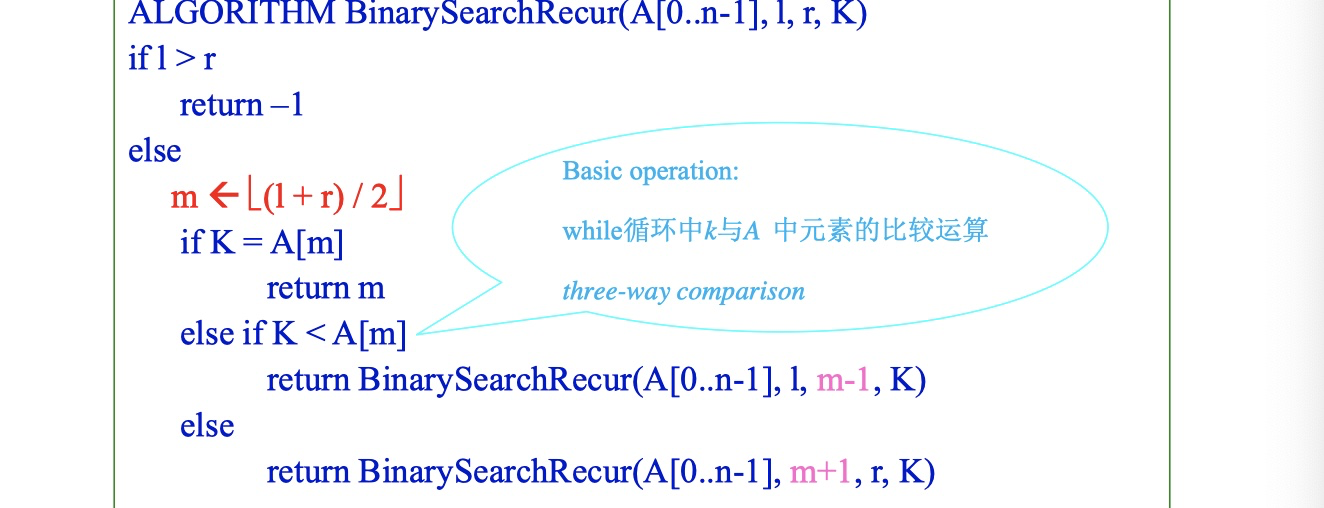 ALGORITHM BinarySearchRecur(A[0..n-1], l, r, K)
if l > r
return –1
else
m ← ⌊(l + r) / 2⌋
if K = A[m]
return m
else if K < A[m]
return BinarySearchRecur(A[0..n-1], l, m-1, K)
else
return BinarySearchRecur(A[0..n-1], m+1, r, K)
Basic operation:
while循环中k与A 中元素的比较运算
three-way comparison